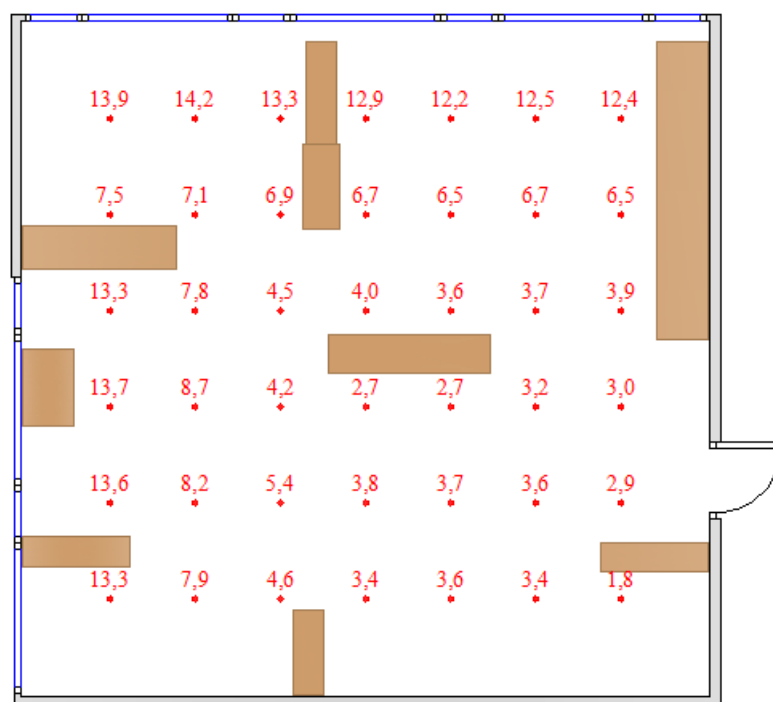 13,9 14,2 13,3 12,9 12,2 12,5 12,4
7,5 7,1 6,9 6,7 6,5 6,7 6,5
13,3 7,8 4,5 4,0 3,6 3,7 3,9
13,7 8,7 4,2 2,7 2,7 3,2 3,0
13,6 8,2 5,4 3,8 3,7 3,6 2,9
13,3 7,9 4,6 3,4 3,6 3,4 1,8